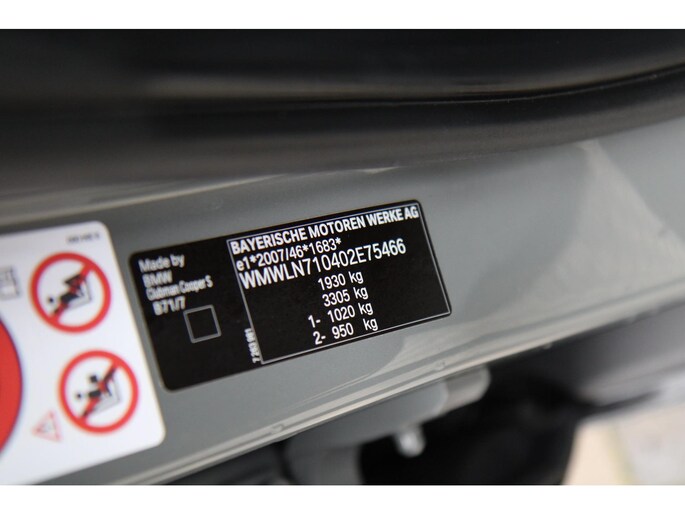 BAYERISCHE MOTOREN WERKE AG
e1*2007/46*1683*
WMWLN710402E75466
1930 kg
3305 kg
1- 1020 kg
2- 950 kg
Made by
BMW
Clubman Cooper S
B71/7